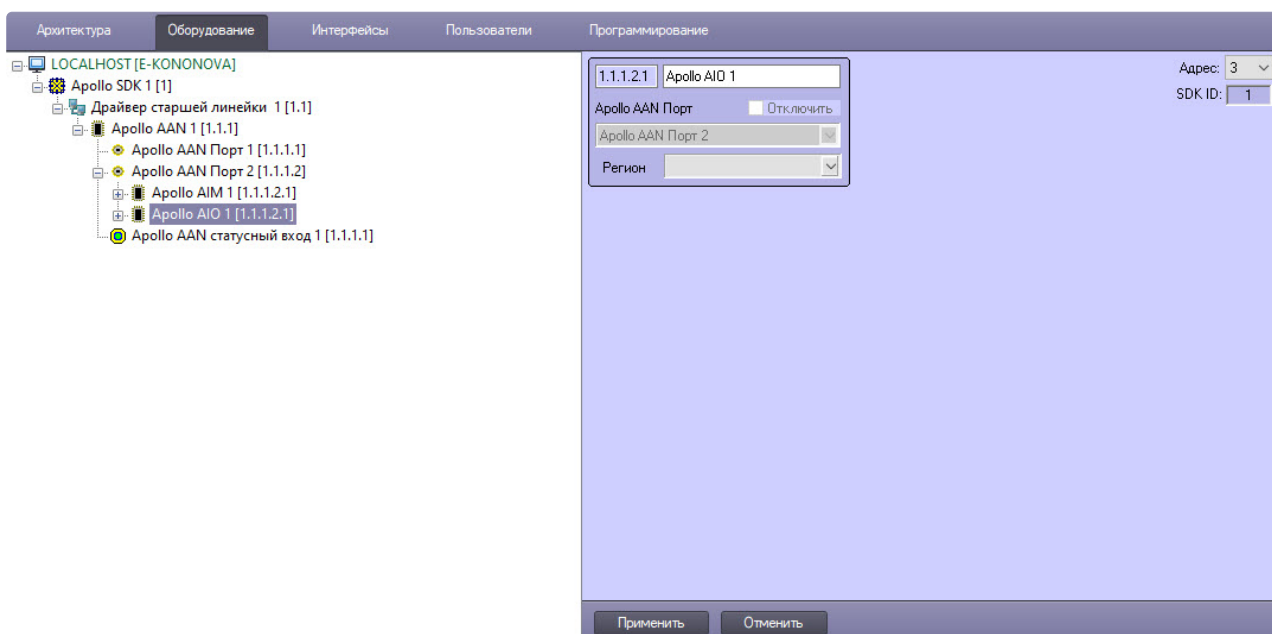 Архитектура Оборудование Интерфейсы Пользователи Программирование
LOCALHOST [E-KONONOVA]
Apollo SDK 1 [1]
Драйвер старшей линейки 1 [1.1]
Apollo AAN 1 [1.1.1]
Apollo AAN Порт 1 [1.1.1.1]
Apollo AAN Порт 2 [1.1.1.2]
Apollo AIM 1 [1.1.1.2.1]
Apollo AIO 1 [1.1.1.2.1]
Apollo AAN статусный вход 1 [1.1.1.1]
1.1.1.2.1 Apollo AIO 1
Apollo AAN Порт Отключить
Apollo AAN Порт 2
Регион
Адрес: 3
SDK ID: 1
Применить Отменить